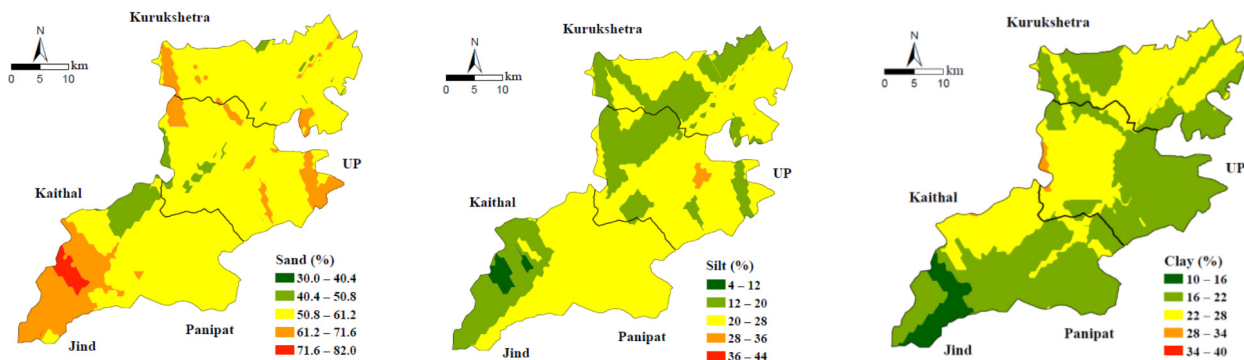 Kurukshetra
N
0 5 10 km
UP
Kaithal
Sand (%)
30.0 – 40.4
40.4 – 50.8
50.8 – 61.2
61.2 – 71.6
71.6 – 82.0
Panipat
Jind
Kurukshetra
N
0 5 10 km
UP
Kaithal
Silt (%)
4 – 12
12 – 20
20 – 28
28 – 36
36 – 44
Panipat
Jind
Kurukshetra
N
0 5 10 km
UP
Kaithal
Clay (%)
10 – 16
16 – 22
22 – 28
28 – 34
34 – 40
Panipat
Jind